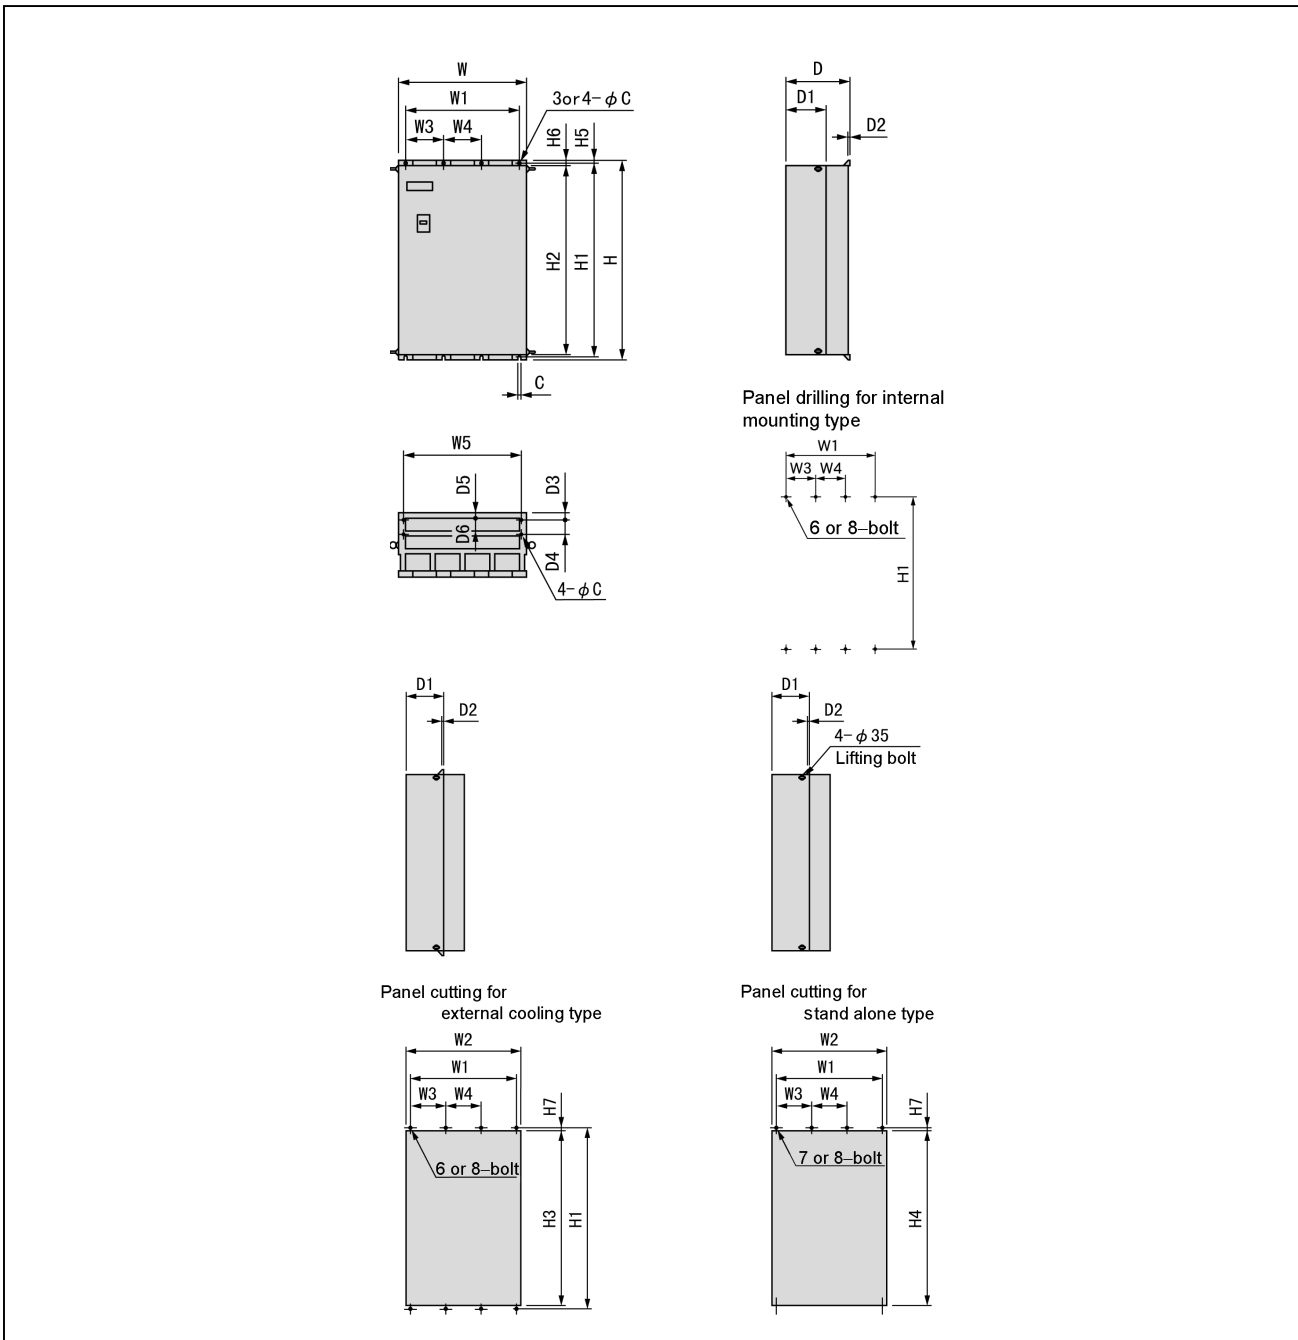 W
W1
3or4-φC
W3
W4
H6
H5
H2
H1
H
C
D
D1
D2
W5
D5
D3
D6
D4
4-φC
Panel drilling for internal
mounting type
W1
W3
W4
6 or 8–bolt
H1
D1
D2
D1
D2
4-φ35
Lifting bolt
Panel cutting for
external cooling type
W2
W1
W3
W4
H7
6 or 8–bolt
H3
H1
Panel cutting for
stand alone type
W2
W1
W3
W4
H7
7 or 8–bolt
H4